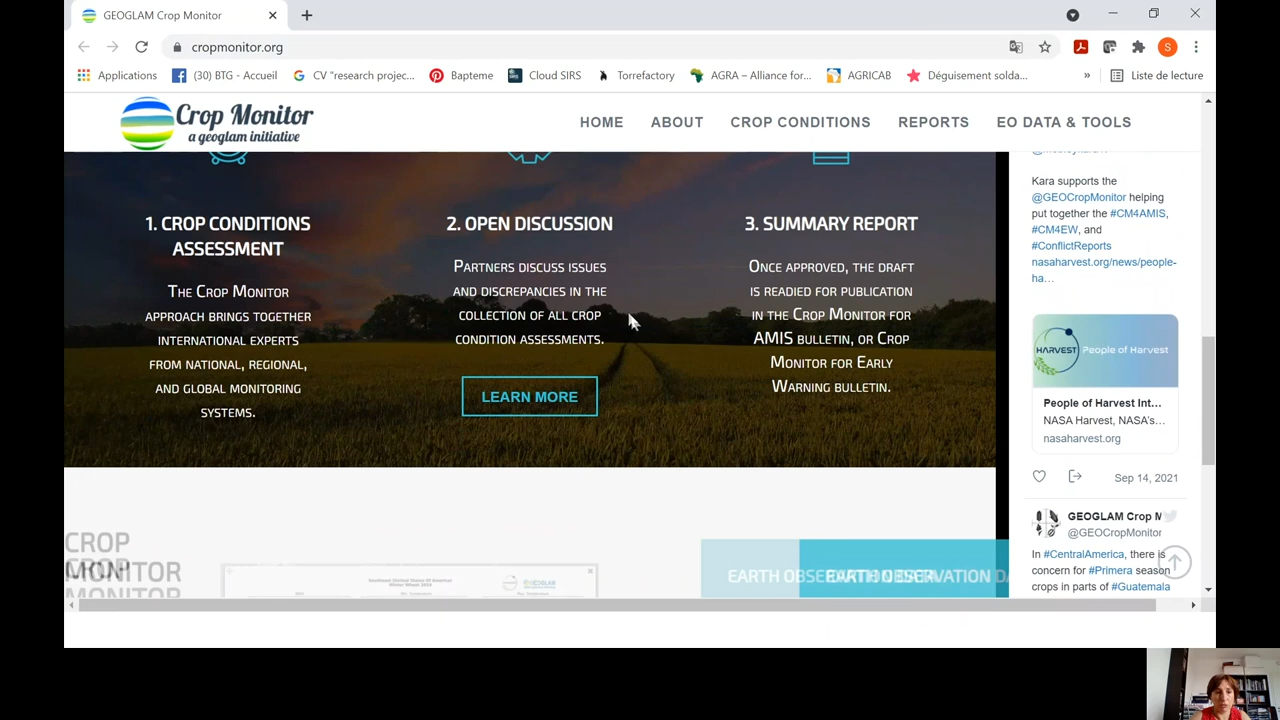 GEOGLAM Crop Monitor
cropmonitor.org
Applications
(30) BTG - Accueil
CV "research projec...
Bapteme
Cloud SIRS
Torrefactory
AGRA – Alliance for...
AGRICAB
Déguisement solda...
»
Liste de lecture
S
Crop Monitor
a geoglam initiative
HOME
ABOUT
CROP CONDITIONS
REPORTS
EO DATA & TOOLS
1. CROP CONDITIONS
ASSESSMENT
THE CROP MONITOR
APPROACH BRINGS TOGETHER
INTERNATIONAL EXPERTS
FROM NATIONAL, REGIONAL,
AND GLOBAL MONITORING
SYSTEMS.
2. OPEN DISCUSSION
PARTNERS DISCUSS ISSUES
AND DISCREPANCIES IN THE
COLLECTION OF ALL CROP
CONDITION ASSESSMENTS.
LEARN MORE
3. SUMMARY REPORT
ONCE APPROVED, THE DRAFT
IS READIED FOR PUBLICATION
IN THE CROP MONITOR FOR
AMIS BULLETIN, OR CROP
MONITOR FOR EARLY
WARNING BULLETIN.
Kara supports the
@GEOCropMonitor helping
put together the #CM4AMIS,
#CM4EW, and
#ConflictReports
nasaharvest.org/news/people-
ha…
HARVEST People of Harvest
People of Harvest Int...
NASA Harvest, NASA's...
nasaharvest.org
Sep 14, 2021
GEOGLAM Crop M
@GEOCropMonitor
In #CentralAmerica, there is
concern for #Primera season
crops in parts of #Guatemala
CROP
CROP
MONITOR
MONITOR
EARTH OBSERVATION DA